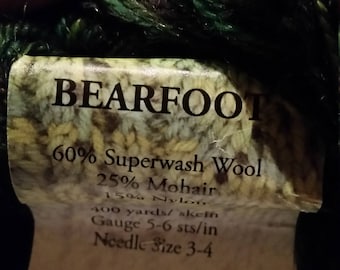 BEARFOOT
60% Superwash Wool
25% Mohair
15% Nylon
400 yards/ skein
Gauge 5-6 sts/in
Needle Size 3-4